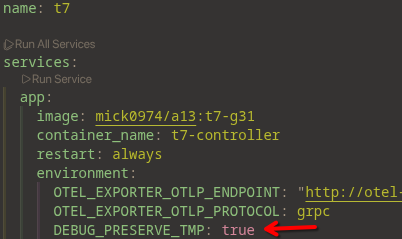 name: t7
Run All Services
services:
Run Service
app:
image: mick0974/a13:t7-g31
container_name: t7-controller
restart: always
environment:
OTEL_EXPORTER_OTLP_ENDPOINT: "http://otel-
OTEL_EXPORTER_OTLP_PROTOCOL: grpc
DEBUG_PRESERVE_TMP: true